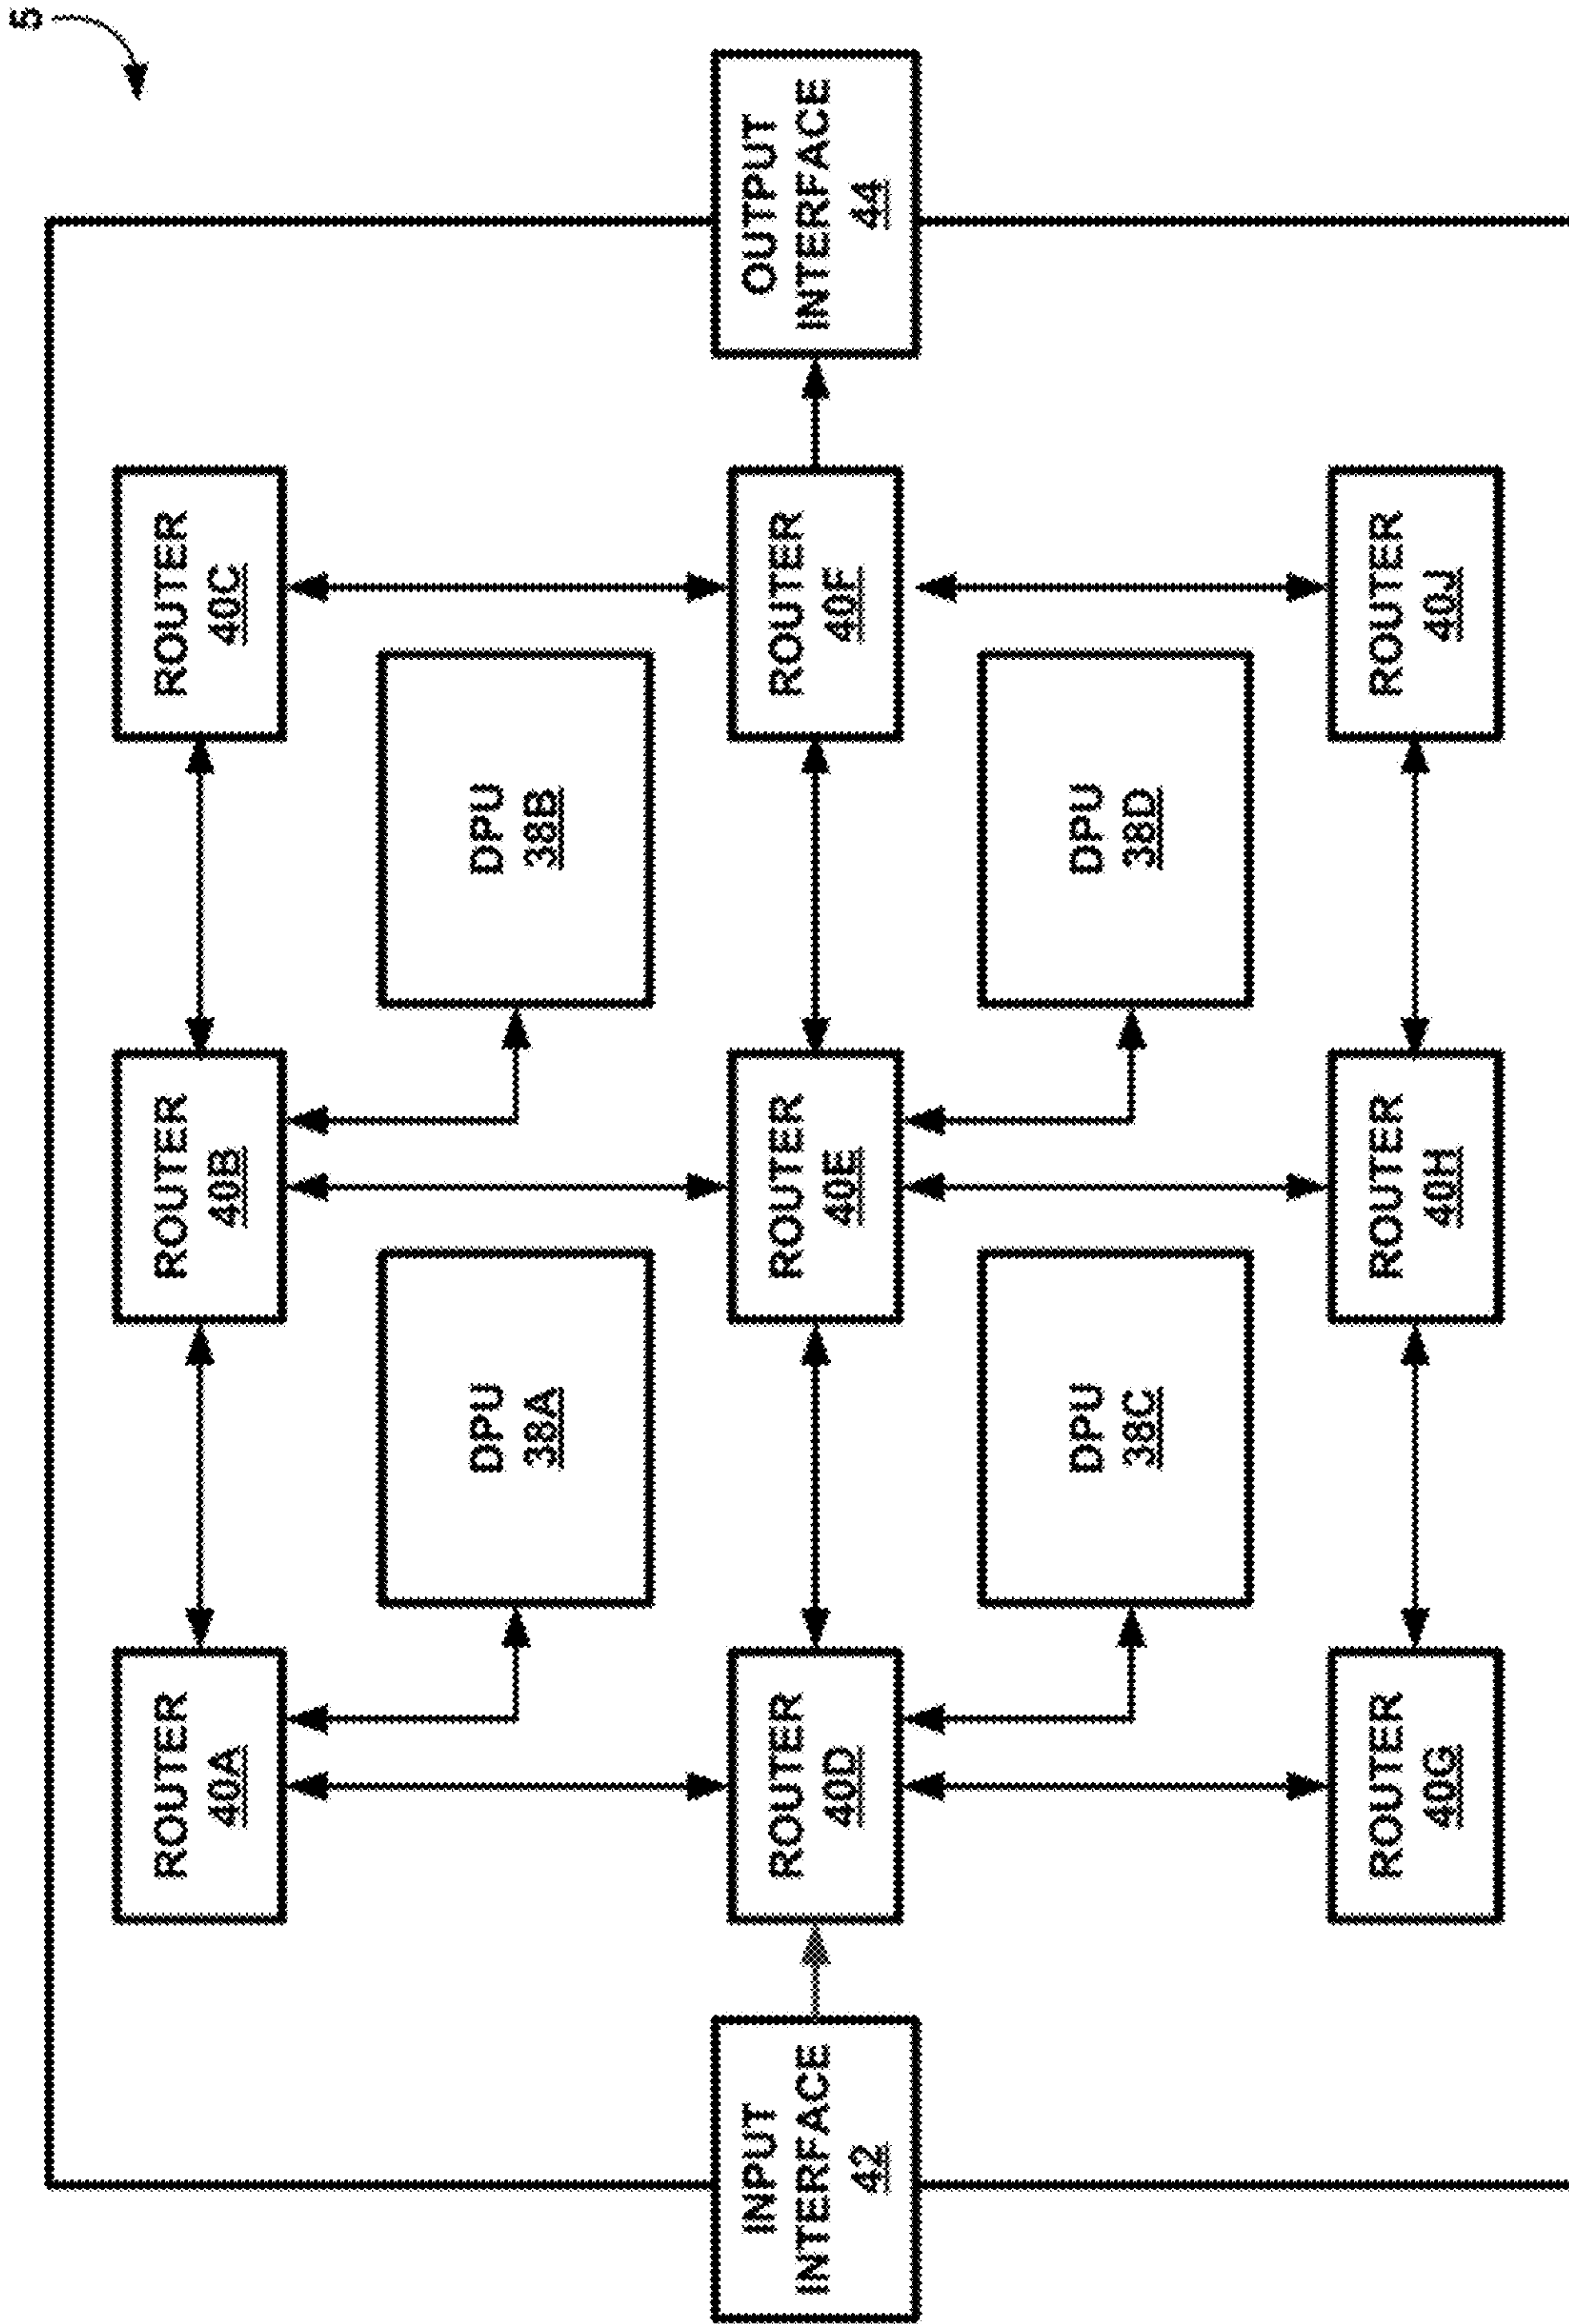 5
ROUTER
40A
ROUTER
40B
ROUTER
40C
DPU
38A
DPU
38B
INPUT
INTERFACE
42
ROUTER
40D
ROUTER
40E
ROUTER
40F
OUTPUT
INTERFACE
44
DPU
38C
DPU
38D
ROUTER
40G
ROUTER
40H
ROUTER
40J